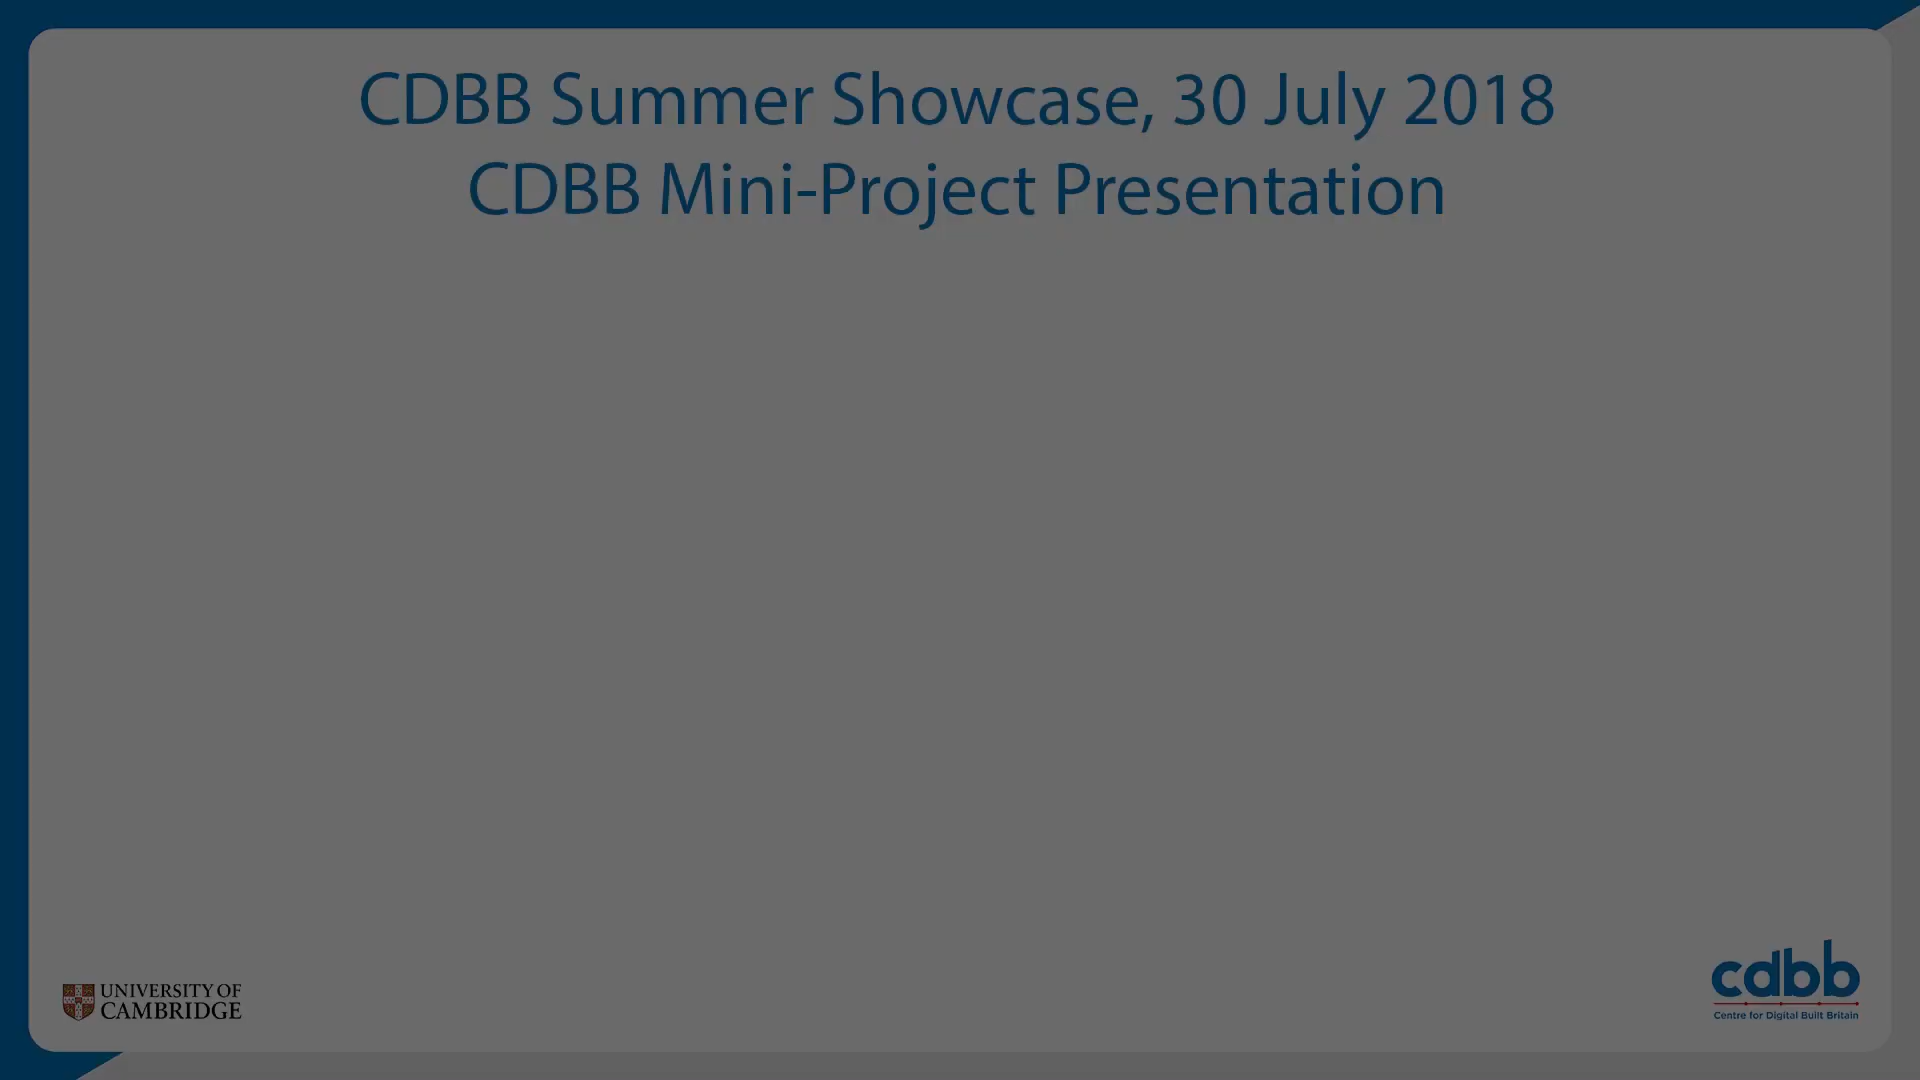 CDBB Summer Showcase, 30 July 2018
CDBB Mini-Project Presentation
UNIVERSITY OF
CAMBRIDGE
cdbb
Centre for Digital Built Britain